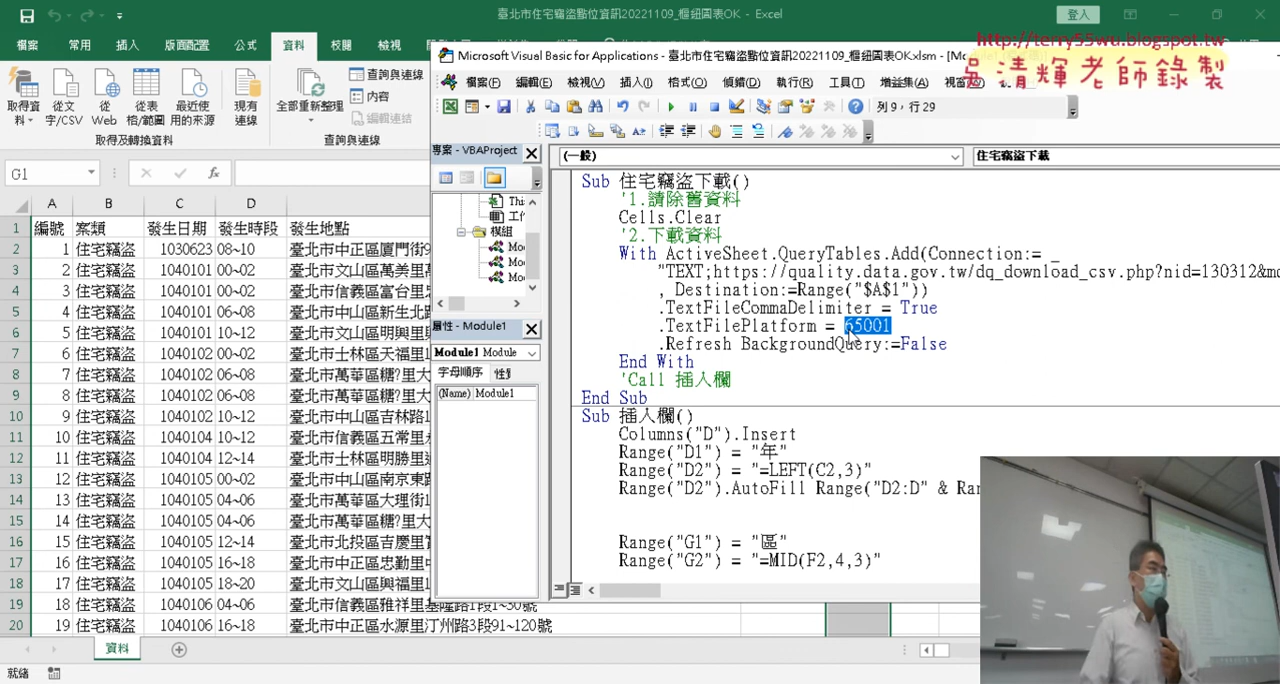 臺北市住宅竊盜點位資訊20221109_樞紐圖表OK - Excel
登入
檔案 常用 插入 版面配置 公式 資料 校閱 檢視
取得資料 從文字/CSV 從Web 從表格/範圍 最近使用的來源 現有連線 全部重新整理
查詢與連線
內容
編輯連結
取得及轉換資料 查詢與連線
G1
fx
A B C D
1 編號 案類 發生日期 發生時段 發生地點
2 1 住宅竊盜 1030623 08~10 臺北市中正區廈門街9
3 2 住宅竊盜 1040101 00~02 臺北市文山區萬美里萬
4 3 住宅竊盜 1040101 00~02 臺北市信義區富台里忠
5 4 住宅竊盜 1040101 06~08 臺北市中山區新生北路
6 5 住宅竊盜 1040101 10~12 臺北市文山區明興里興
7 6 住宅竊盜 1040102 00~02 臺北市士林區天福里1
8 7 住宅竊盜 1040102 06~08 臺北市萬華區糖?里大
9 8 住宅竊盜 1040102 06~08 臺北市萬華區糖?里大
10 9 住宅竊盜 1040102 10~12 臺北市中山區吉林路1
11 10 住宅竊盜 1040104 10~12 臺北市信義區五常里永
12 11 住宅竊盜 1040104 12~14 臺北市士林區明勝里通
13 12 住宅竊盜 1040105 00~02 臺北市中山區南京東路
14 13 住宅竊盜 1040105 04~06 臺北市萬華區大理街1
15 14 住宅竊盜 1040105 04~06 臺北市萬華區糖?里大
16 15 住宅竊盜 1040105 12~14 臺北市北投區吉慶里
17 16 住宅竊盜 1040105 16~18 臺北市中正區忠勤里中
18 17 住宅竊盜 1040105 18~20 臺北市文山區興福里
19 18 住宅竊盜 1040106 04~06 臺北市信義區雅祥里基隆路1段1~30號
20 19 住宅竊盜 1040106 16~18 臺北市中正區水源里汀州路3段91~120號
資料
就緒
Microsoft Visual Basic for Applications - 臺北市住宅竊盜點位資訊20221109_樞紐圖表OK.xlsm
http://terry55wu.blogspot.tw
吳清輝老師錄製
檔案(F) 編輯(E) 檢視(V) 插入(I) 格式(O) 偵錯(D) 執行(R) 工具(T) 增益集(A)
列 9，行 29
專案 - VBAProject
模組
屬性 - Module1
Module1 Module
字母順序
(Name) Module1
(一般) 住宅竊盜下載
Sub 住宅竊盜下載()
'1.請除舊資料
Cells.Clear
'2.下載資料
With ActiveSheet.QueryTables.Add(Connection:= _
"TEXT;https://quality.data.gov.tw/dq_download_csv.php?nid=130312&md
, Destination:=Range("$A$1"))
.TextFileCommaDelimiter = True
.TextFilePlatform = 65001
.Refresh BackgroundQuery:=False
End With
'Call 插入欄
End Sub
Sub 插入欄()
Columns("D").Insert
Range("D1") = "年"
Range("D2") = "=LEFT(C2,3)"
Range("D2").AutoFill Range("D2:D" & Ran
Range("G1") = "區"
Range("G2") = "=MID(F2,4,3)"